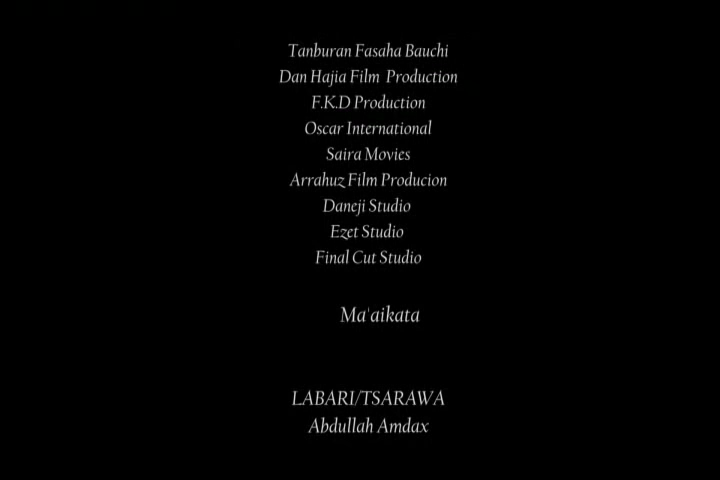 Tanburan Fasaha Bauchi
Dan Hajia Film Production
F.K.D Production
Oscar International
Saira Movies
Arrahuz Film Producion
Daneji Studio
Ezet Studio
Final Cut Studio
Ma'aikata
LABARI/TSARAWA
Abdullah Amdax